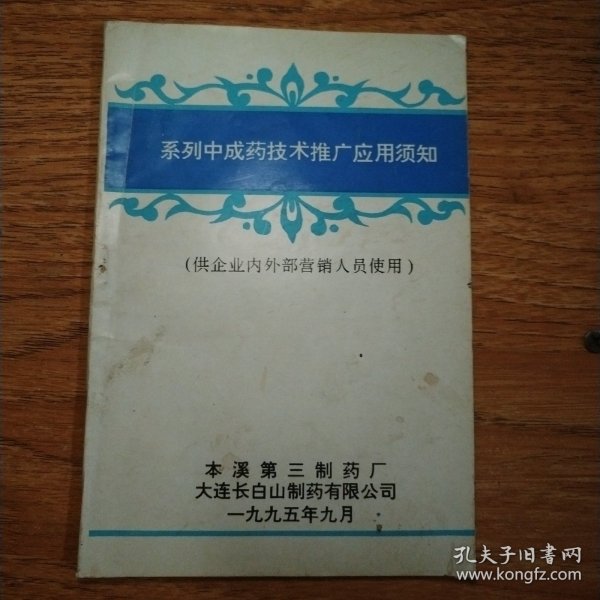 系列中成药技术推广应用须知
(供企业内外部营销人员使用)
本溪第三制药厂
大连长白山制药有限公司
一九九五年九月
孔夫子旧书网
www.kongfz.com